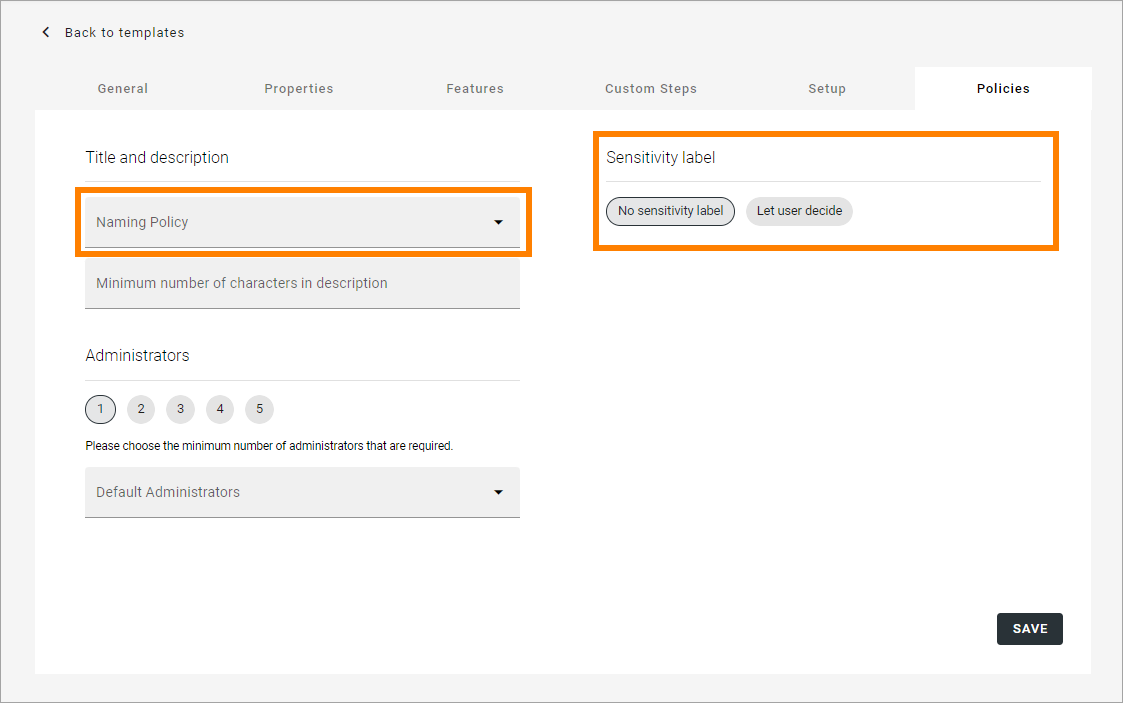 Back to templates
General
Properties
Features
Custom Steps
Setup
Policies
Title and description
Naming Policy
Minimum number of characters in description
Administrators
1 2 3 4 5
Please choose the minimum number of administrators that are required.
Default Administrators
Sensitivity label
No sensitivity label
Let user decide
SAVE